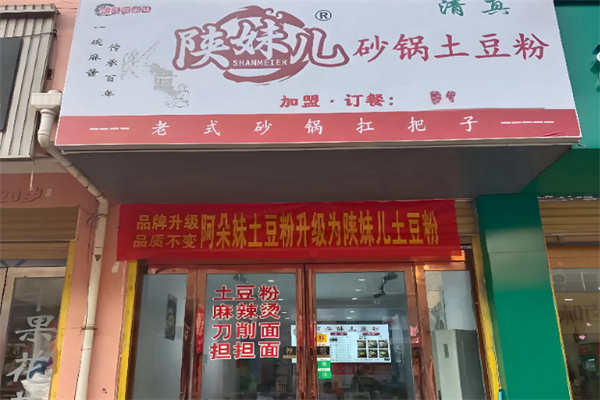 清真
一碗麻酱
传承百年
陕妹儿®
SHANMEIER
砂锅土豆粉
加盟·订餐:
----老式砂锅扛把子-----
品牌升级
品质不变
阿朵妹土豆粉升级为陕妹儿土豆粉
土豆粉
麻辣烫
刀削面
担担面
果